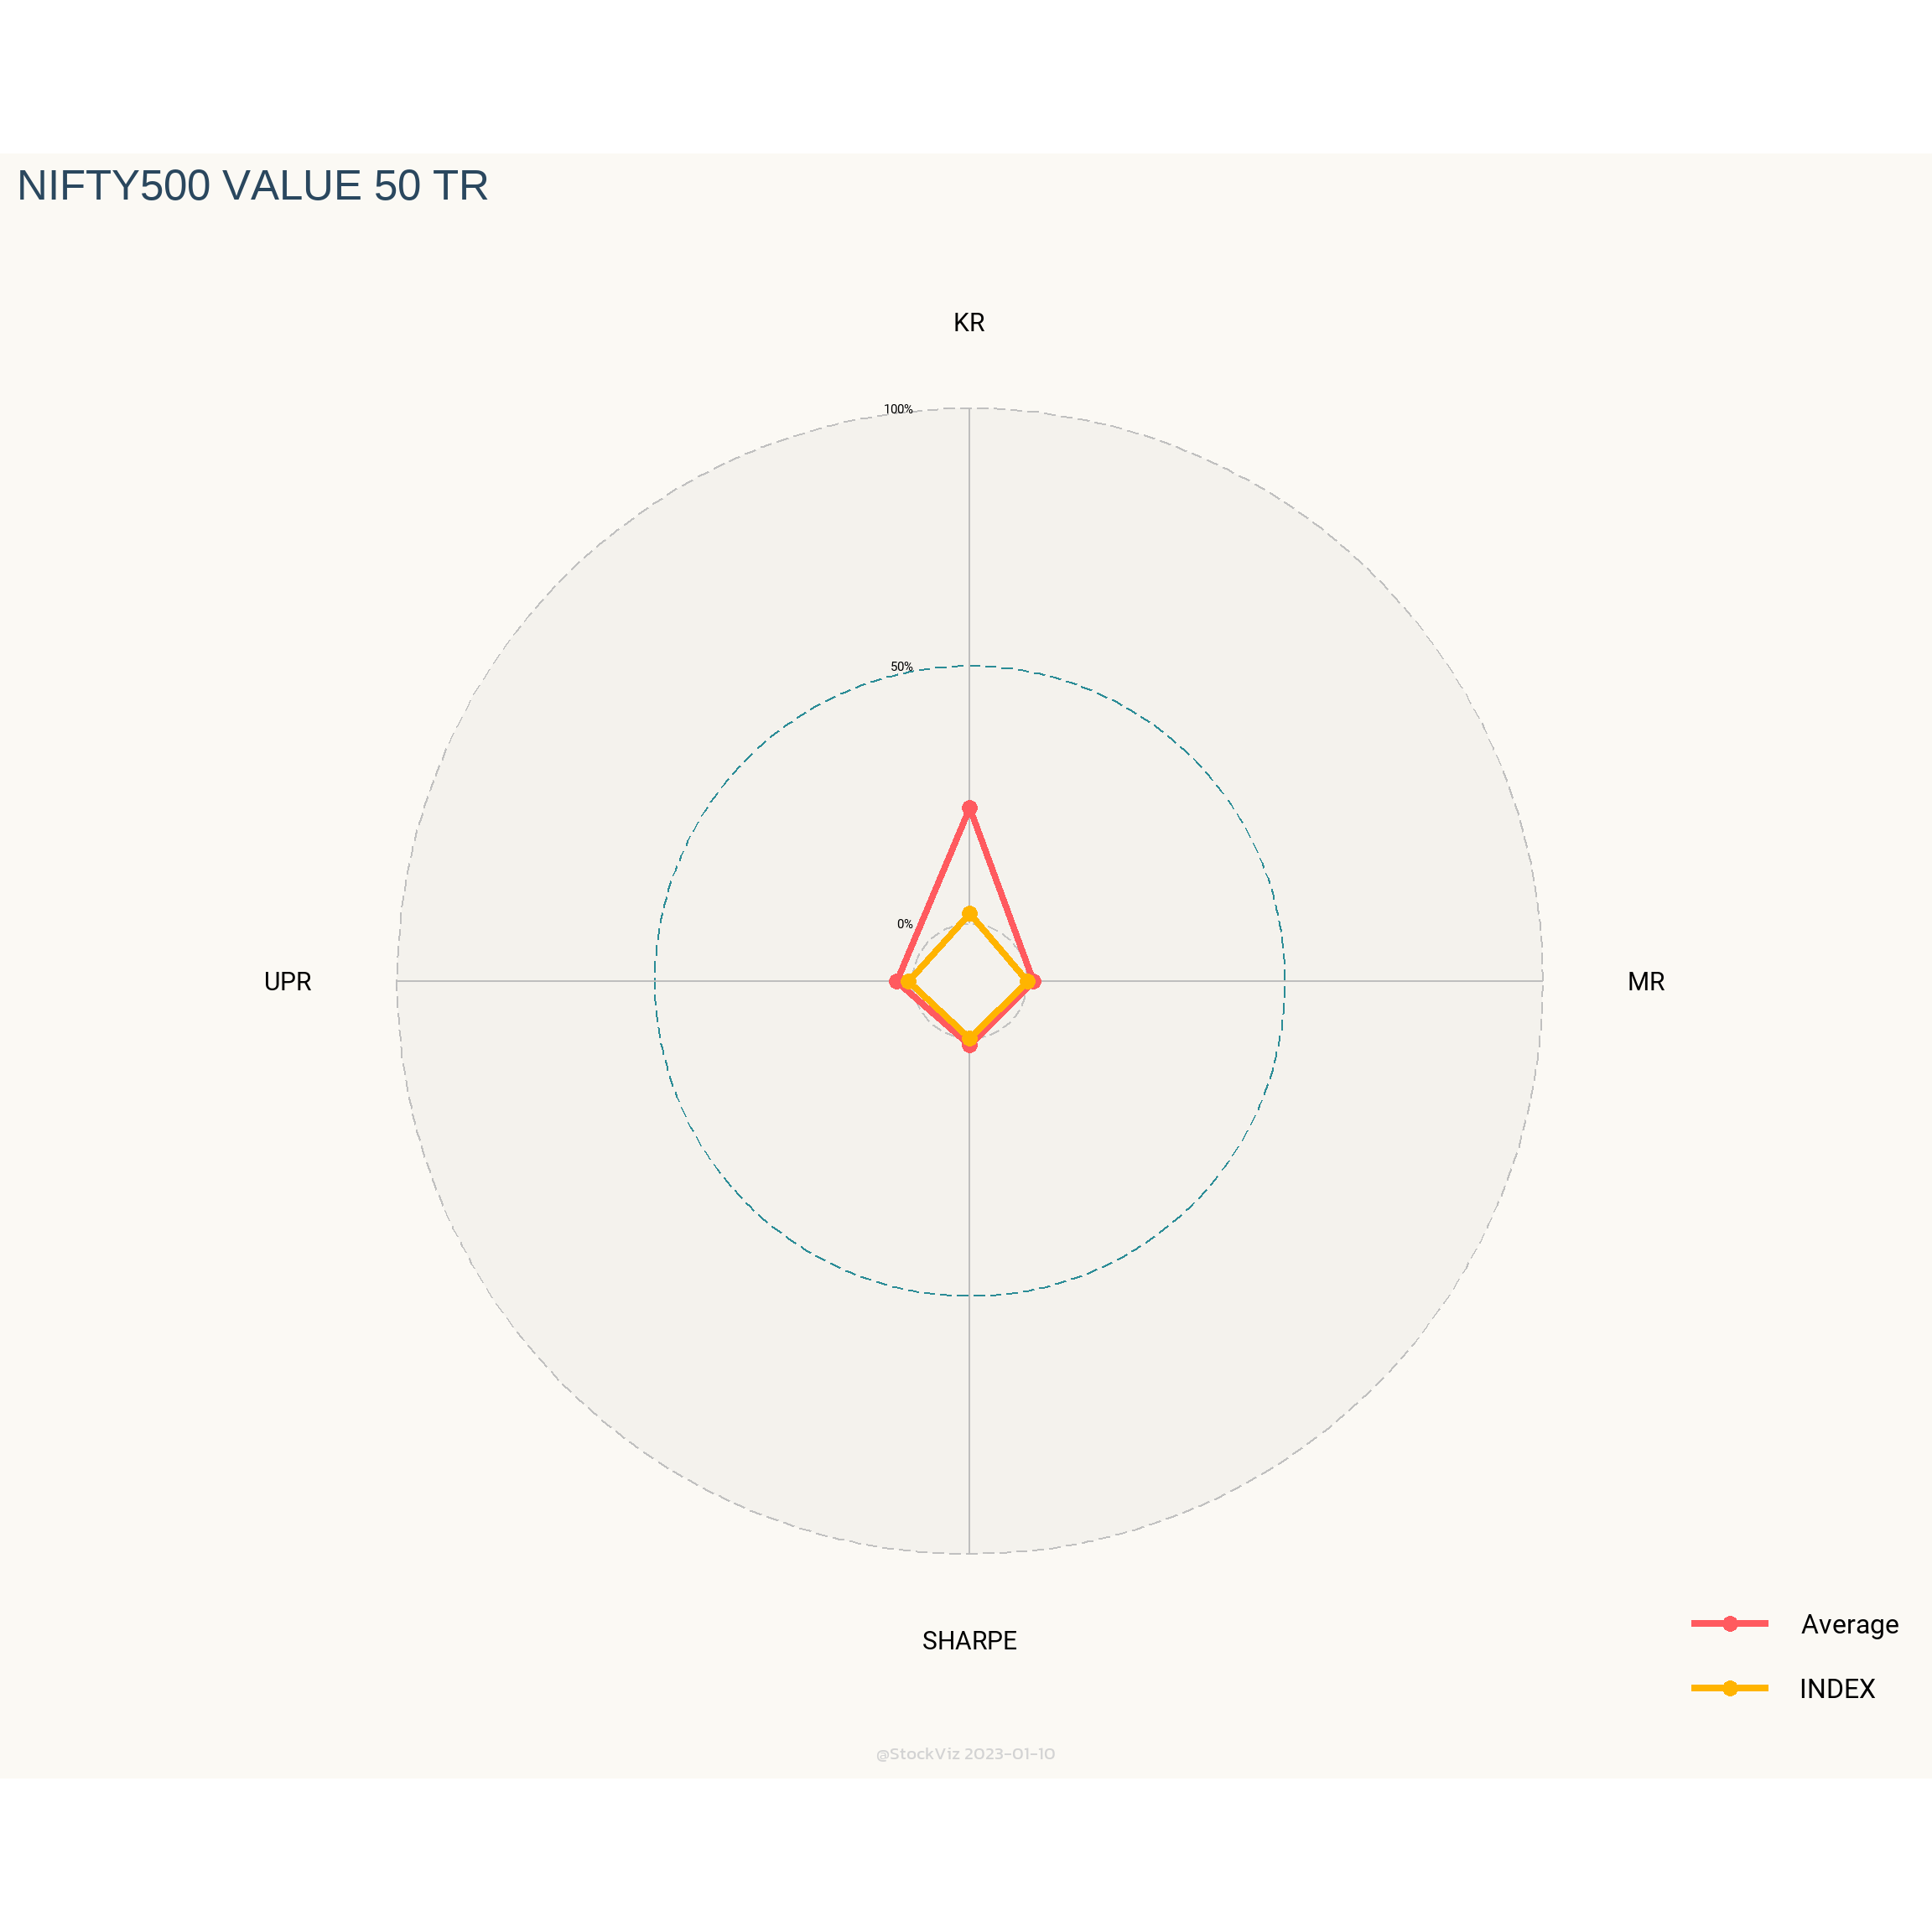 NIFTY500 VALUE 50 TR
KR
100%
50%
0%
UPR
MR
SHARPE
Average
INDEX
@StockViz 2023-01-10